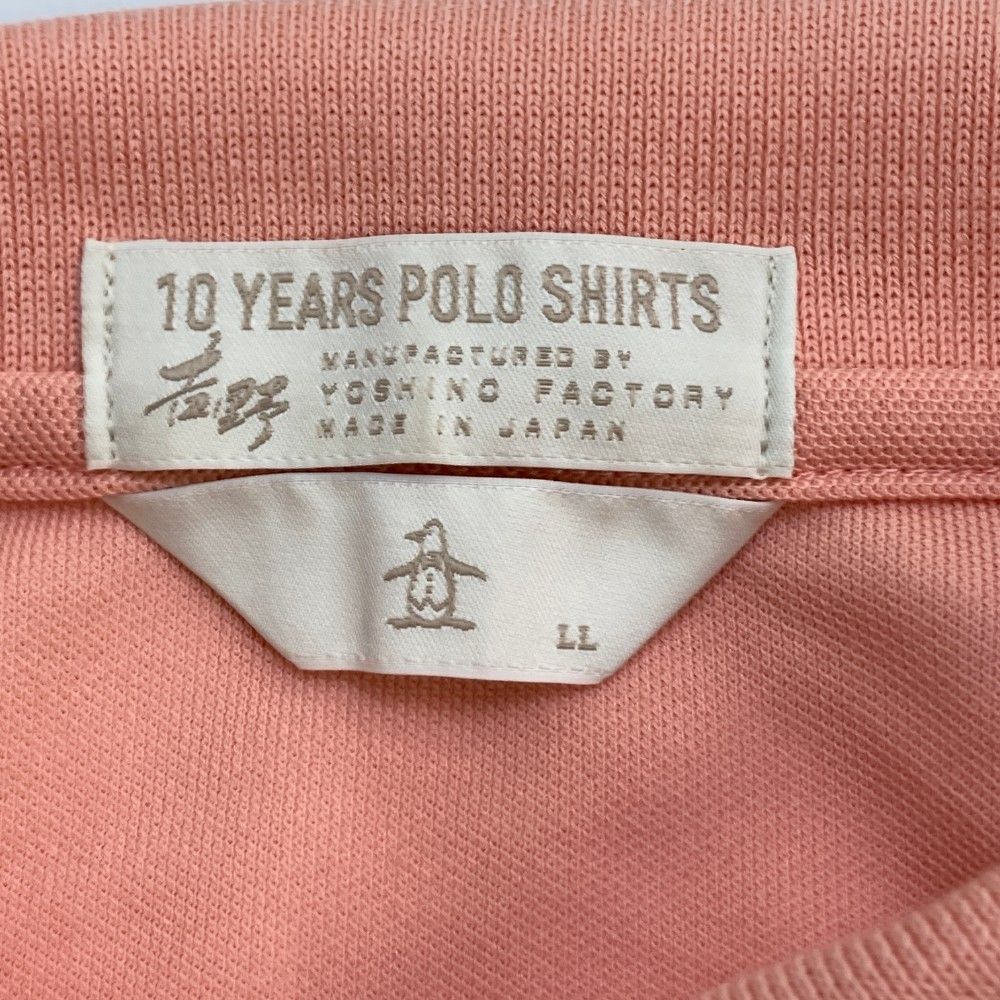 10 YEARS POLO SHIRTS
吉野
MANUFACTURED BY
YOSHINO FACTORY
MADE IN JAPAN
LL